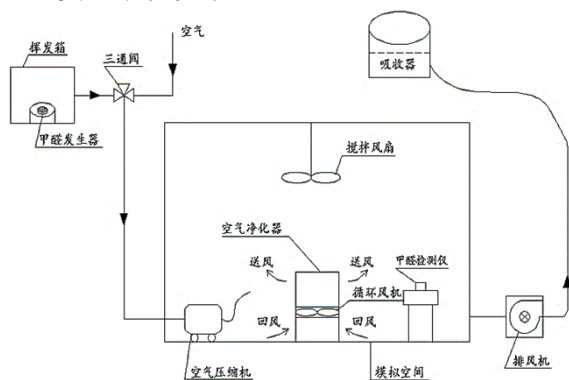 空气
挥发箱
三通阀
吸收器
甲醛发生器
搅拌风扇
空气净化器
送风
送风
甲醛检测仪
循环风机
回风
回风
空气压缩机
模拟空间
排风机